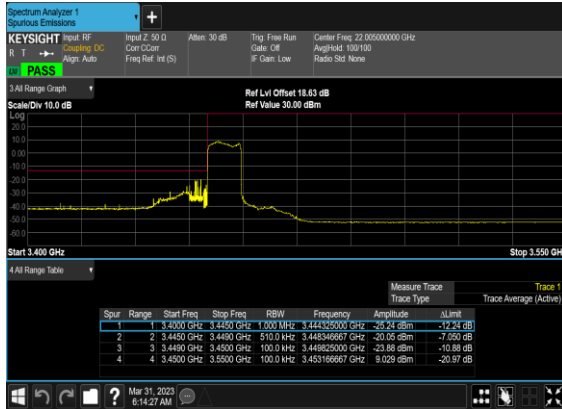 Spectrum Analyzer 1
Spurious Emissions
KEYSIGHT Input: RF Input Z: 50 Ω Atten: 30 dB Trig: Free Run Center Freq: 22.005000000 GHz
R T Coupling: DC Corr CCorr Gate: Off Avg|Hold: 100/100
Align: Auto Freq Ref: Int (S) IF Gain: Low Radio Std: None
PASS
3 All Range Graph
Ref Lvl Offset 18.63 dB
Scale/Div 10.0 dB Ref Value 30.00 dBm
Log
20.0
10.0
0.00
-10.0
-20.0
-30.0
-40.0
-50.0
-60.0
Start 3.400 GHz Stop 3.550 GH
4 All Range Table
Measure Trace Trace 1
Trace Type Trace Average (Active)
Spur Range Start Freq Stop Freq RBW Frequency Amplitude ΔLimit
1 1 3.4000 GHz 3.4450 GHz 1.000 MHz 3.444325000 GHz -25.24 dBm -12.24 dB
2 2 3.4450 GHz 3.4490 GHz 510.0 kHz 3.448346667 GHz -20.05 dBm -7.050 dB
3 3 3.4490 GHz 3.4500 GHz 100.0 kHz 3.449825000 GHz -23.88 dBm -10.88 dB
4 4 3.4500 GHz 3.5500 GHz 100.0 kHz 3.453166667 GHz 9.029 dBm -20.97 dB
Mar 31, 2023
6:14:27 AM